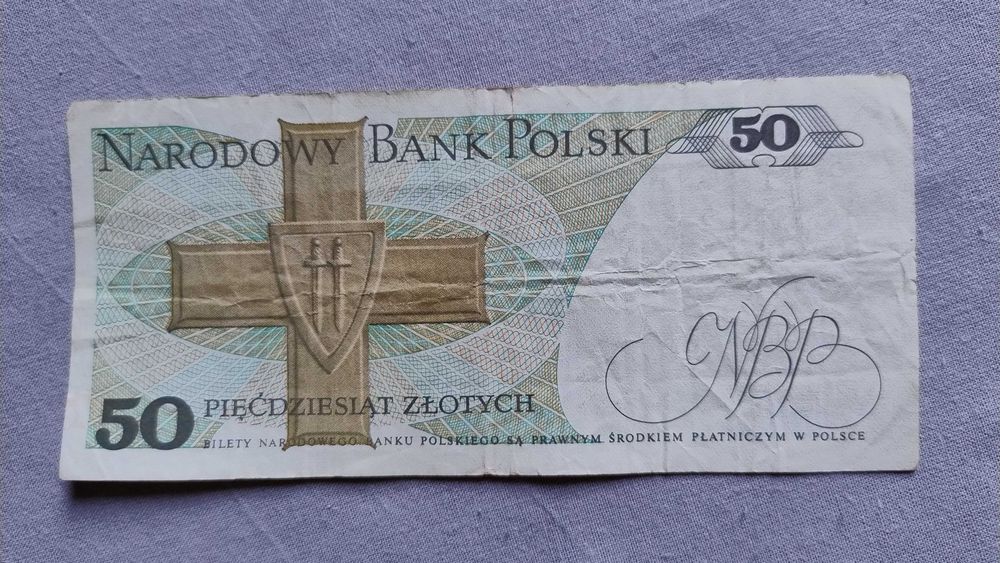 NARODOWY BANK POLSKI
50
NBP
50
PIĘĆDZIESIĄT ZŁOTYCH
BILETY NARODOWEGO BANKU POLSKIEGO SĄ PRAWNYM ŚRODKIEM PŁATNICZYM W POLSCE